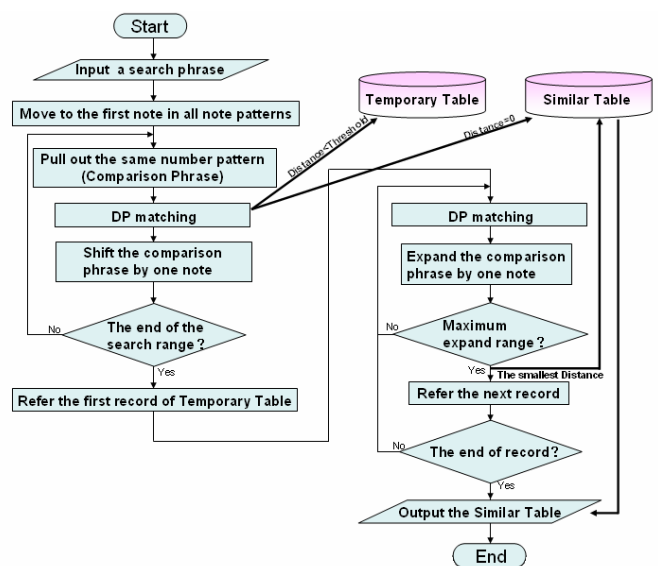 Start
Input a search phrase
Move to the first note in all note patterns
Pull out the same number pattern
(Comparison Phrase)
DP matching
Shift the comparison
phrase by one note
No
The end of the
search range?
Yes
Refer the first record of Temporary Table
Temporary Table
Similar Table
Distance<Threshold
Distance=0
DP matching
Expand the comparison
phrase by one note
No
Maximum
expand range?
Yes
The smallest Distance
Refer the next record
No
The end of record?
Yes
Output the Similar Table
End